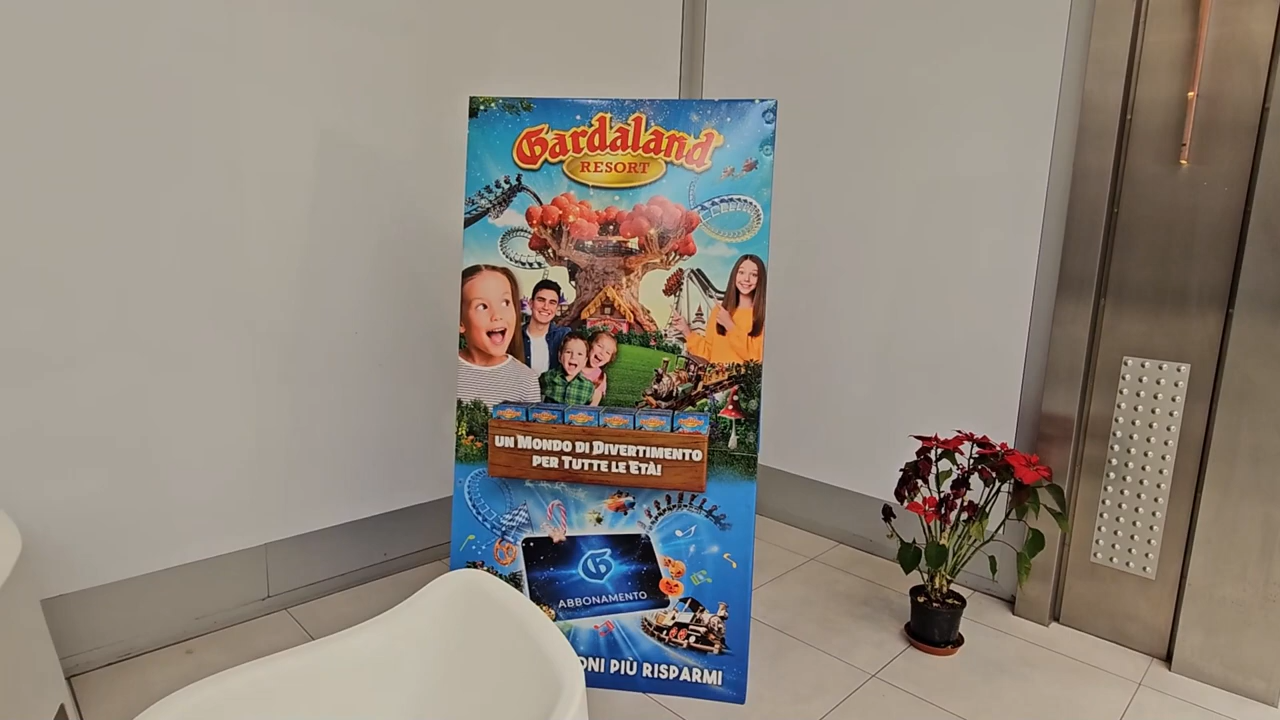 Gardaland
RESORT
UN MONDO DI DIVERTIMENTO
PER TUTTE LE ETÀ!
G
ABBONAMENTO
PIÙ RISPARMI